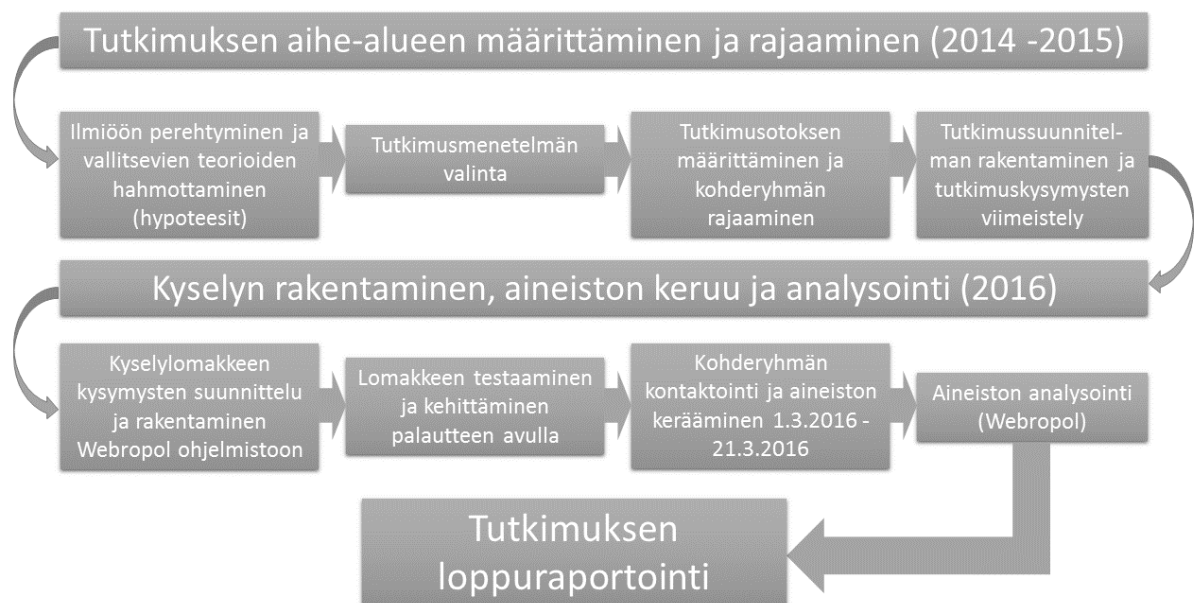 Tutkimuksen aihe-alueen määrittäminen ja rajaaminen (2014 -2015)
Ilmiöön perehtyminen ja
vallitsevien teorioiden
hahmottaminen
(hypoteesit)
Tutkimusmenetelmän
valinta
Tutkimusotoksen
määrittäminen ja
kohderyhmän
rajaaminen
Tutkimussuunnitel-
man rakentaminen ja
tutkimuskysymysten
viimeistely
Kyselyn rakentaminen, aineiston keruu ja analysointi (2016)
Kyselylomakkeen
kysymysten suunnittelu
ja rakentaminen
Webropol ohjelmistoon
Lomakkeen testaaminen
ja kehittäminen
palautteen avulla
Kohderyhmän
kontaktointi ja aineiston
kerääminen 1.3.2016 -
21.3.2016
Aineiston analysointi
(Webropol)
Tutkimuksen
loppuraportointi